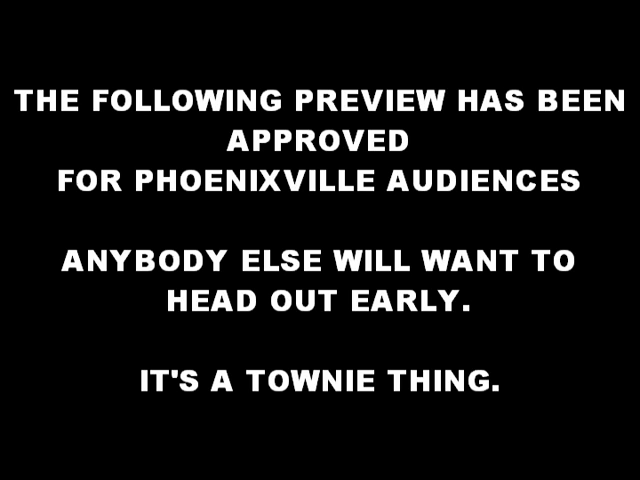 THE FOLLOWING PREVIEW HAS BEEN
APPROVED
FOR PHOENIXVILLE AUDIENCES
ANYBODY ELSE WILL WANT TO
HEAD OUT EARLY.
IT'S A TOWNIE THING.